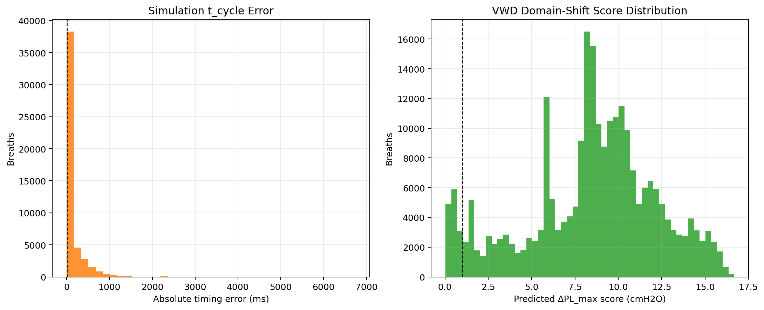 Simulation t_cycle Error
40000
35000
30000
25000
20000
15000
10000
5000
0
Breaths
0 1000 2000 3000 4000 5000 6000 7000
Absolute timing error (ms)
VWD Domain-Shift Score Distribution
16000
14000
12000
10000
8000
6000
4000
2000
0
Breaths
0.0 2.5 5.0 7.5 10.0 12.5 15.0 17.5
Predicted ΔPL_max score (cmH2O)